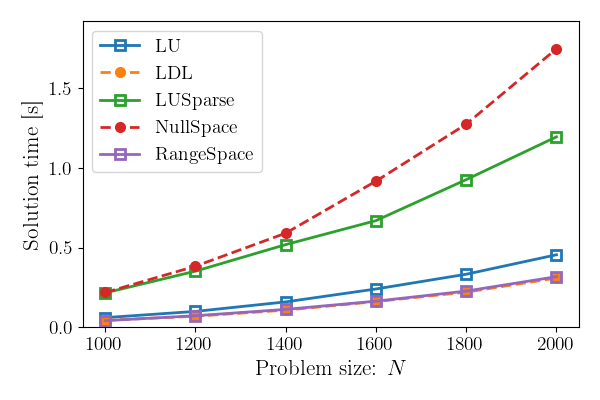 LU
LDL
LUSparse
NullSpace
RangeSpace
Solution time [s]
1.5
1.0
0.5
0.0
1000 1200 1400 1600 1800 2000
Problem size: N